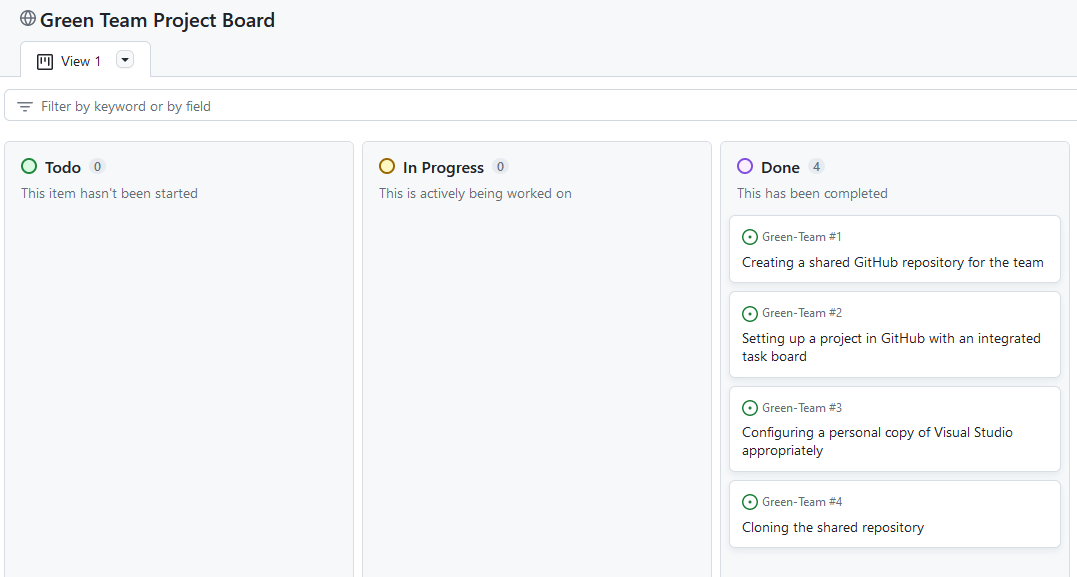 Green Team Project Board
View 1
Filter by keyword or by field
Todo 0
This item hasn't been started
In Progress 0
This is actively being worked on
Done 4
This has been completed
Green-Team #1
Creating a shared GitHub repository for the team
Green-Team #2
Setting up a project in GitHub with an integrated
task board
Green-Team #3
Configuring a personal copy of Visual Studio
appropriately
Green-Team #4
Cloning the shared repository